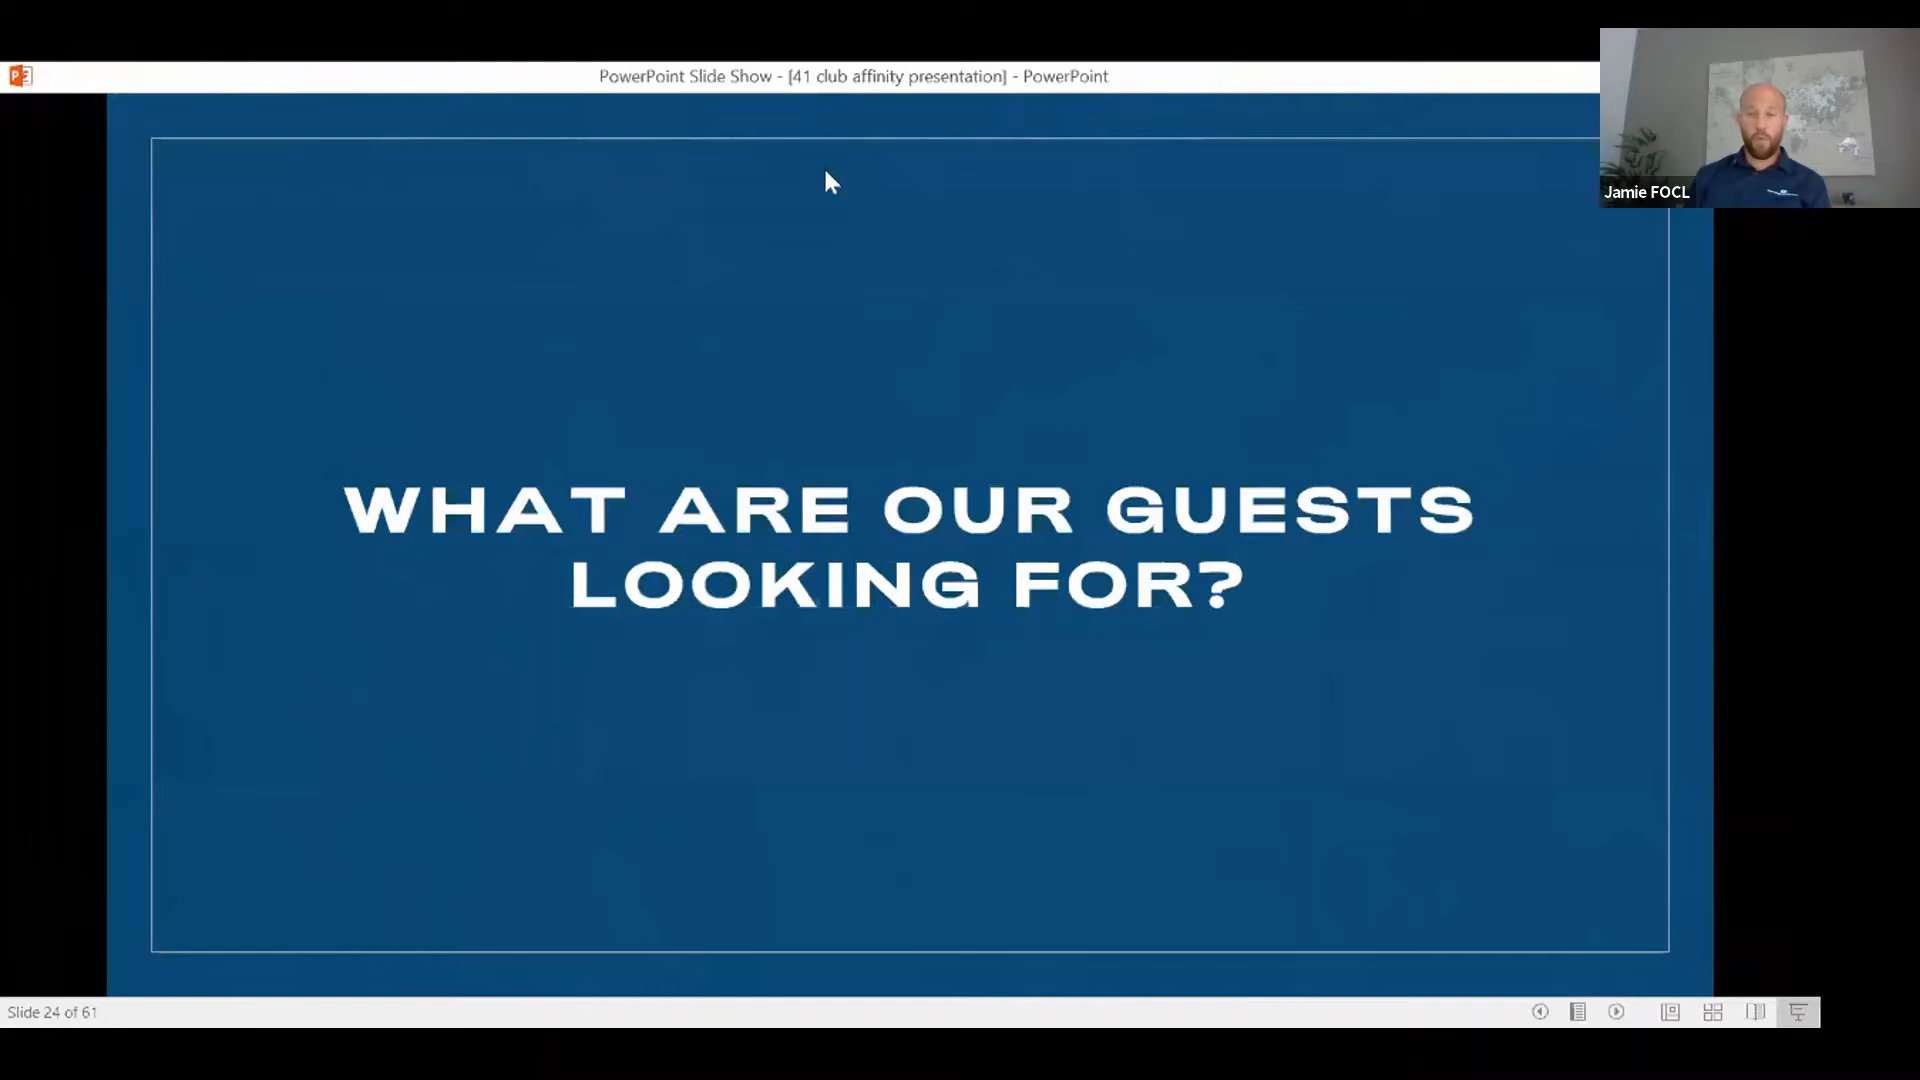 PowerPoint Slide Show - [41 club affinity presentation] - PowerPoint
Jamie FOCL
WHAT ARE OUR GUESTS
LOOKING FOR?
Slide 24 of 61